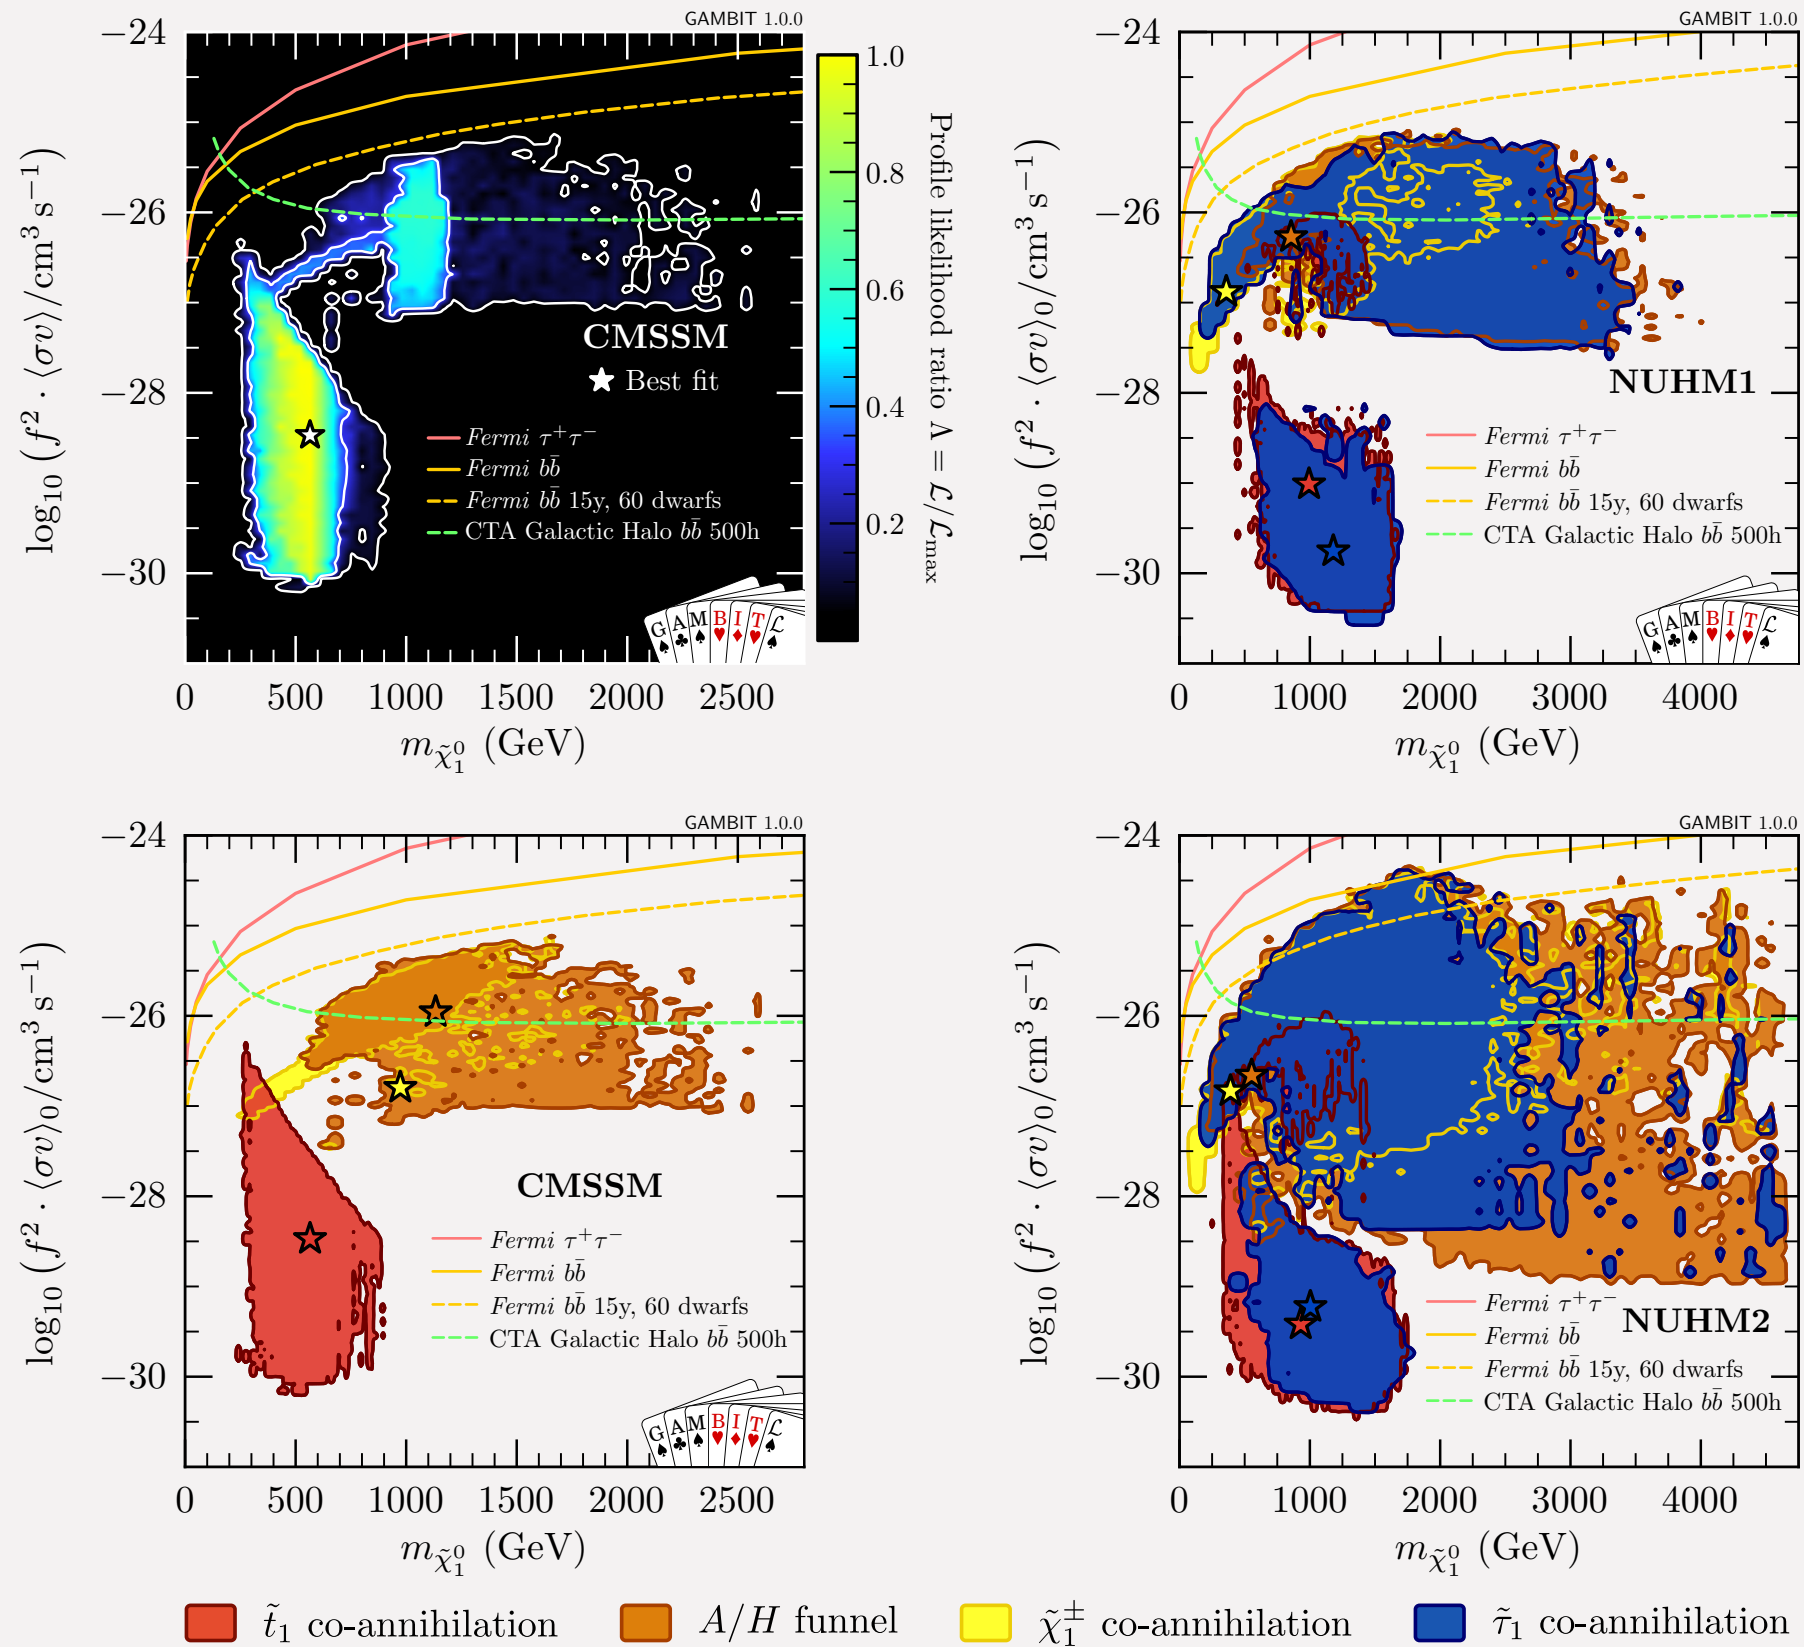 GAMBIT 1.0.0
−24
−26
−28
−30
log₁₀ (f² · ⟨σv⟩/cm³ s⁻¹)
CMSSM
Best fit
Fermi τ⁺τ⁻
Fermi bb̄
Fermi bb̄ 15y, 60 dwarfs
CTA Galactic Halo bb̄ 500h
G A M B I T ℒ
0 500 1000 1500 2000 2500
m_χ̃₁⁰ (GeV)
1.0
0.8
0.6
0.4
0.2
Profile likelihood ratio Λ = ℒ/ℒmax
GAMBIT 1.0.0
−24
−26
−28
−30
log₁₀ (f² · ⟨σv⟩₀/cm³ s⁻¹)
NUHM1
Fermi τ⁺τ⁻
Fermi bb̄
Fermi bb̄ 15y, 60 dwarfs
CTA Galactic Halo bb̄ 500h
G A M B I T ℒ
0 1000 2000 3000 4000
m_χ̃₁⁰ (GeV)
GAMBIT 1.0.0
−24
−26
−28
−30
log₁₀ (f² · ⟨σv⟩₀/cm³ s⁻¹)
CMSSM
Fermi τ⁺τ⁻
Fermi bb̄
Fermi bb̄ 15y, 60 dwarfs
CTA Galactic Halo bb̄ 500h
G A M B I T ℒ
0 500 1000 1500 2000 2500
m_χ̃₁⁰ (GeV)
GAMBIT 1.0.0
−24
−26
−28
−30
log₁₀ (f² · ⟨σv⟩₀/cm³ s⁻¹)
Fermi τ⁺τ⁻
NUHM2
Fermi bb̄
Fermi bb̄ 15y, 60 dwarfs
CTA Galactic Halo bb̄ 500h
0 1000 2000 3000 4000
m_χ̃₁⁰ (GeV)
t̃₁ co-annihilation
A/H funnel
χ̃₁± co-annihilation
τ̃₁ co-annihilation